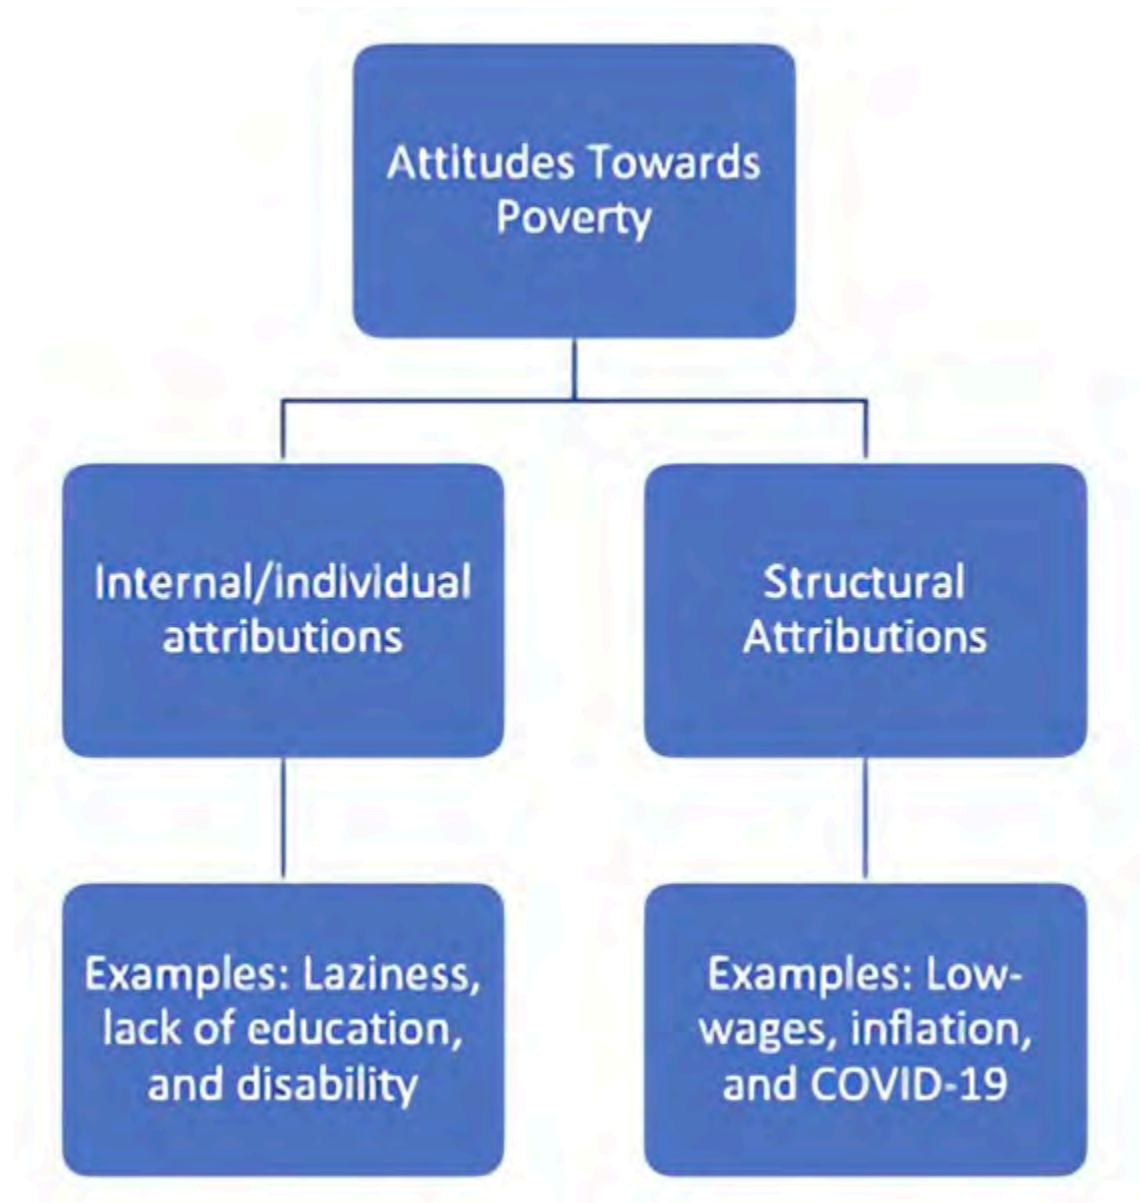 Attitudes Towards
Poverty
Internal/individual
attributions
Structural
Attributions
Examples: Laziness,
lack of education,
and disability
Examples: Low-
wages, inflation,
and COVID-19